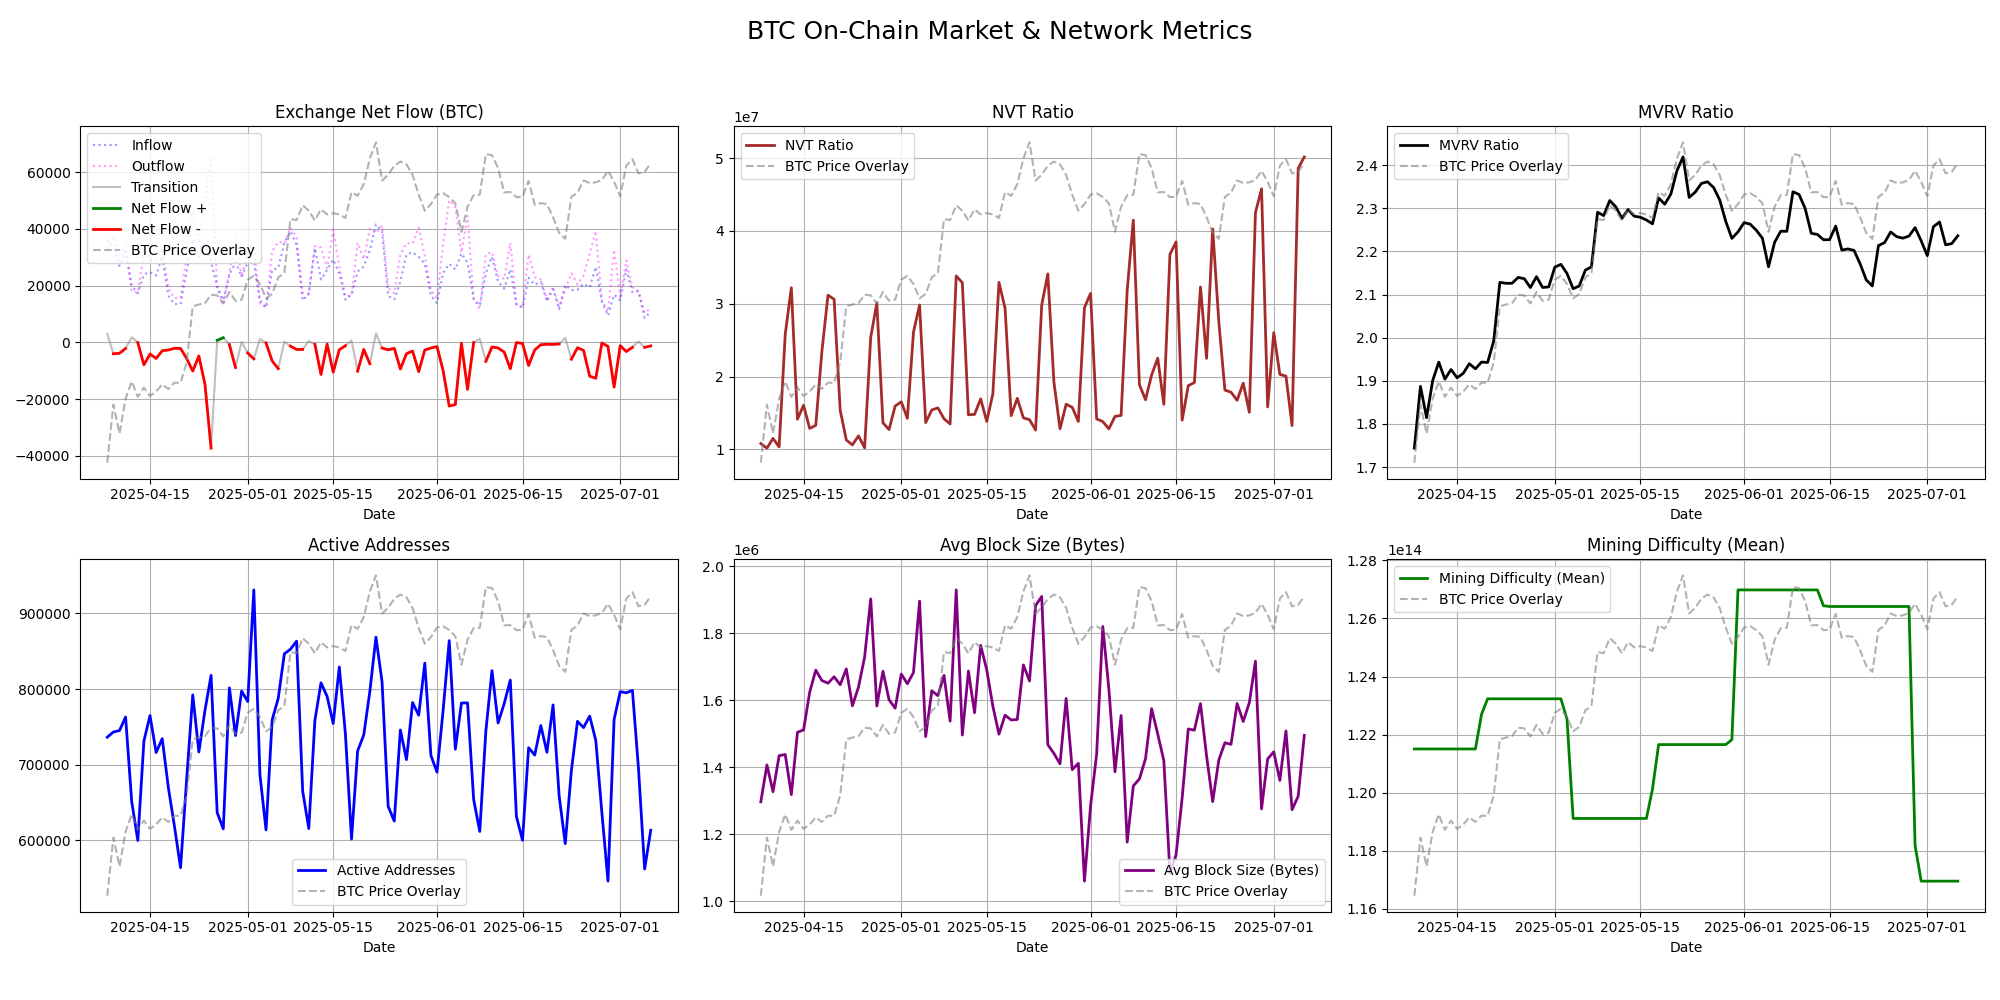 BTC On-Chain Market & Network Metrics
Exchange Net Flow (BTC)
Inflow
Outflow
Transition
Net Flow +
Net Flow -
BTC Price Overlay
60000
40000
20000
0
−20000
−40000
2025-04-15
2025-05-01
2025-05-15
2025-06-01
2025-06-15
2025-07-01
Date
NVT Ratio
1e7
NVT Ratio
BTC Price Overlay
5
4
3
2
1
2025-04-15
2025-05-01
2025-05-15
2025-06-01
2025-06-15
2025-07-01
Date
MVRV Ratio
MVRV Ratio
BTC Price Overlay
2.4
2.3
2.2
2.1
2.0
1.9
1.8
1.7
2025-04-15
2025-05-01
2025-05-15
2025-06-01
2025-06-15
2025-07-01
Date
Active Addresses
900000
800000
700000
600000
Active Addresses
BTC Price Overlay
2025-04-15
2025-05-01
2025-05-15
2025-06-01
2025-06-15
2025-07-01
Date
Avg Block Size (Bytes)
1e6
2.0
1.8
1.6
1.4
1.2
1.0
Avg Block Size (Bytes)
BTC Price Overlay
2025-04-15
2025-05-01
2025-05-15
2025-06-01
2025-06-15
2025-07-01
Date
Mining Difficulty (Mean)
1e14
Mining Difficulty (Mean)
BTC Price Overlay
1.28
1.26
1.24
1.22
1.20
1.18
1.16
2025-04-15
2025-05-01
2025-05-15
2025-06-01
2025-06-15
2025-07-01
Date